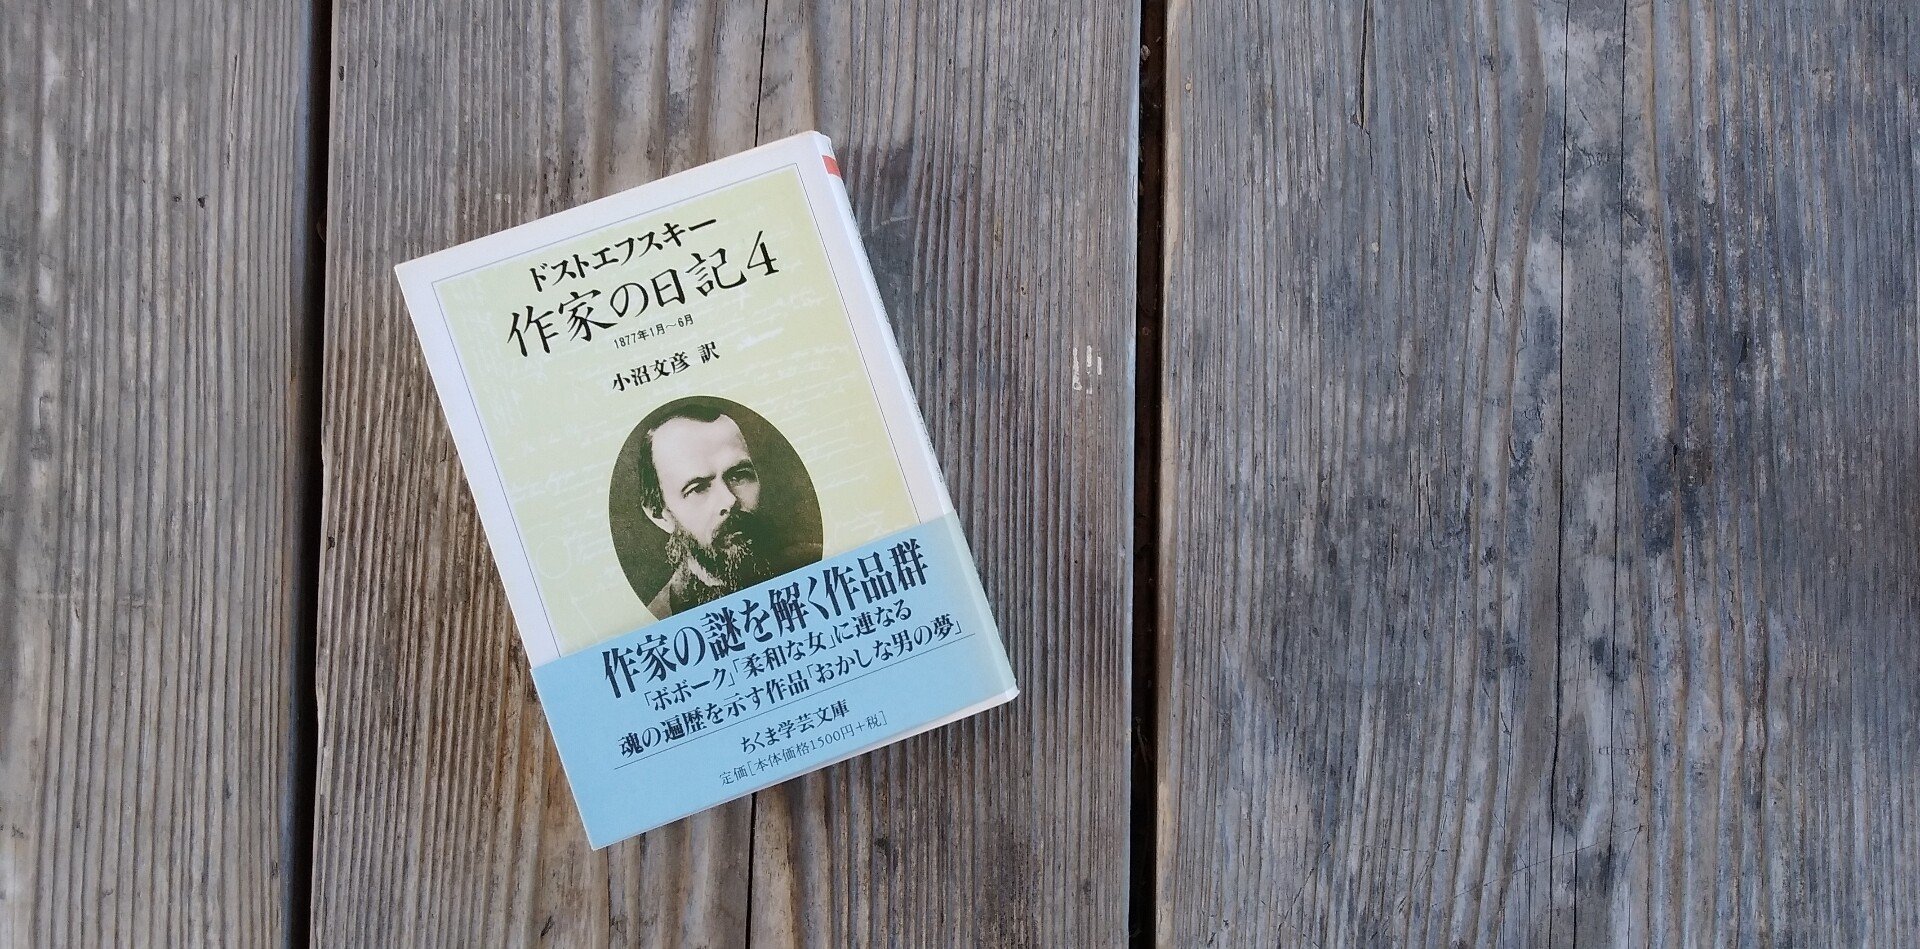 ドストエフスキー
作家の日記4
1877年1月〜6月
小沼文彦 訳
作家の謎を解く作品群
「ボボーク」「柔和な女」に連なる
魂の遍歴を示す作品「おかしな男の夢」
ちくま学芸文庫
定価[本体価格1500円+税]